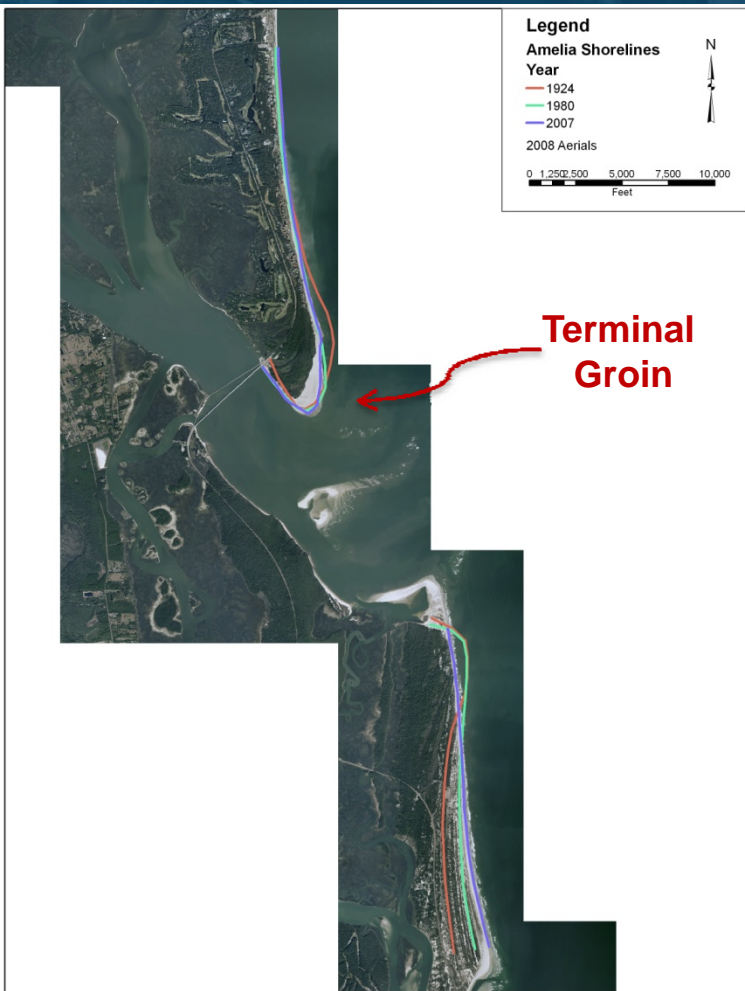 Legend
Amelia Shorelines
Year
1924
1980
2007
2008 Aerials
N
0 1,250 2,500 5,000 7,500 10,000
Feet
Terminal
Groin